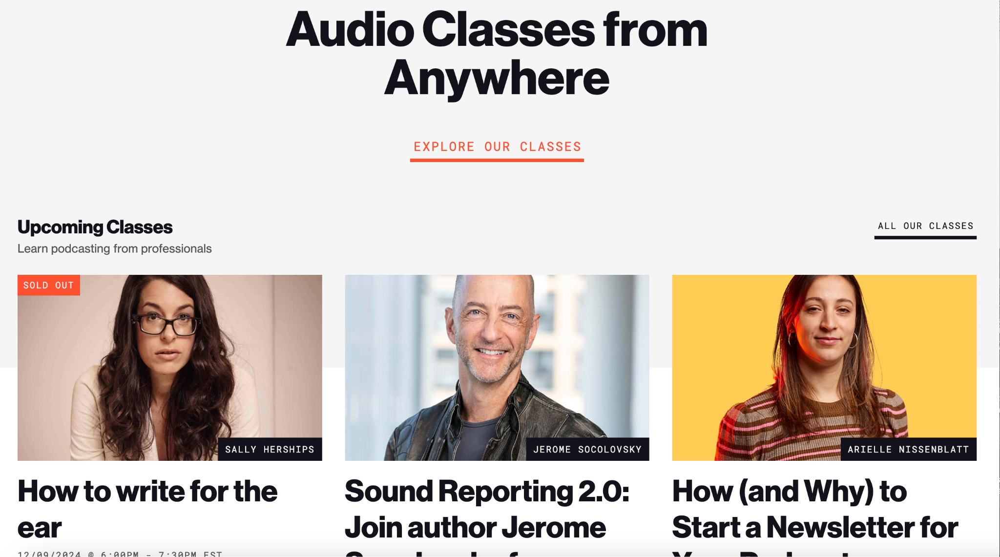 Audio Classes from
Anywhere
EXPLORE OUR CLASSES
Upcoming Classes
Learn podcasting from professionals
ALL OUR CLASSES
SOLD OUT
SALLY HERSHIPS
How to write for the
ear
12/09/2024 @ 6:00PM - 7:30PM EST
JEROME SOCOLOVSKY
Sound Reporting 2.0:
Join author Jerome
ARIELLE NISSENBLATT
How (and Why) to
Start a Newsletter for